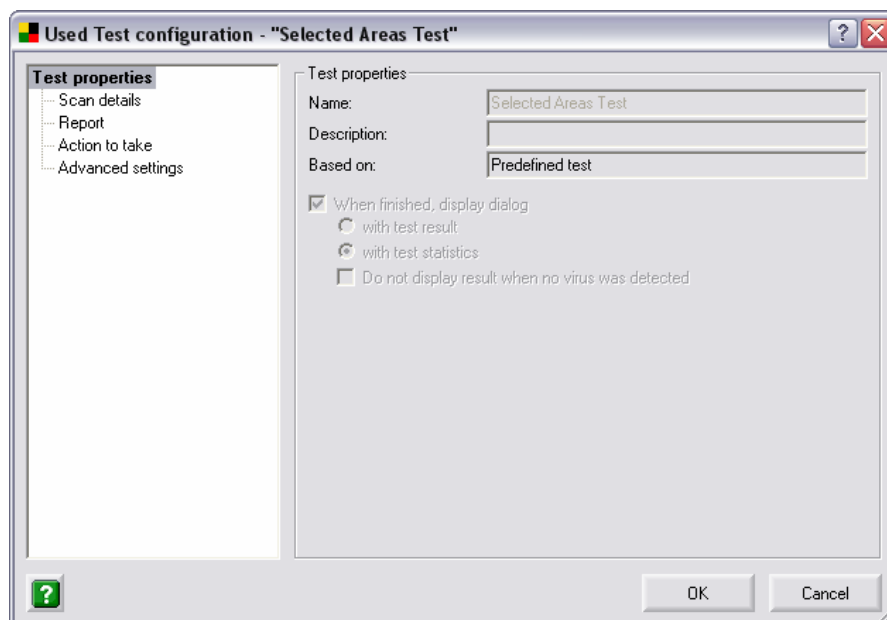 Used Test configuration - "Selected Areas Test"
?
Test properties
Scan details
Report
Action to take
Advanced settings
Test properties
Name: Selected Areas Test
Description:
Based on: Predefined test
When finished, display dialog
with test result
with test statistics
Do not display result when no virus was detected
?
OK
Cancel